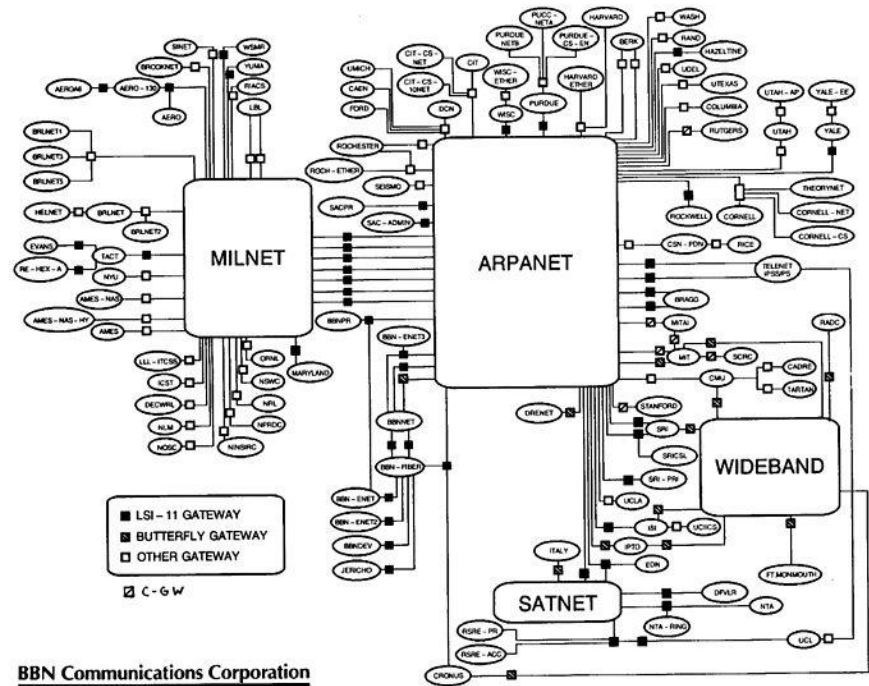 SINET
WSMR
BROOKNET
YUMA
RIACS
LBL
AERO-130
AERO
BRLNET1
BRLNET3
BRLNET5
HELNET
BRLNET
BRLNET2
EVANS
TACT
RE-HEX-A
NYU
AMES-NAS
AMES-NAS-HY
AMES
MILNET
LLL-ITCSS
ICST
DECWRL
NLM
NOSC
NINSIRC
NPRDC
NRL
NSWC
ORNL
MARYLAND
UMICH
CAEN
FORD
DCN
CIT-CS-NET
CIT-CS-10NET
CIT
WISC-ETHER
WISC
PURDUE NETB
PUCC-NETA
PURDUE-CS-EN
PURDUE
HARVARD
HARVARD ETHER
BERK
WASH
RAND
HAZELTINE
UDEL
UTEXAS
COLUMBIA
RUTGERS
UTAH-AP
UTAH
YALE-EE
YALE
ROCHESTER
ROCH-ETHER
SEISMO
SACPR
SAC-ADMIN
ARPANET
ROCKWELL
CORNELL
THEORYNET
CORNELL-NET
CORNELL-CS
CSN-PDN
RICE
TELENET
IPSS/PS
BRAGG
MITAI
MIT
SCRC
RADC
CMU
CADRE
TARTAN
BBNPR
BBN-ENET3
BBNNET
BBN-FIBER
BBN-ENET
BBN-ENET2
BBNDEV
JERICHO
DRENET
STANFORD
SRI
SRICSL
SRI-PRI
UCLA
ISI
UCIICS
IPTO
EDN
WIDEBAND
FT.MONMOUTH
ITALY
SATNET
DFVLR
NTA
NTA-RING
RSRE-PR
RSRE-ACC
UCL
CRONUS
LSI-11 GATEWAY
BUTTERFLY GATEWAY
OTHER GATEWAY
C-GW
BBN Communications Corporation